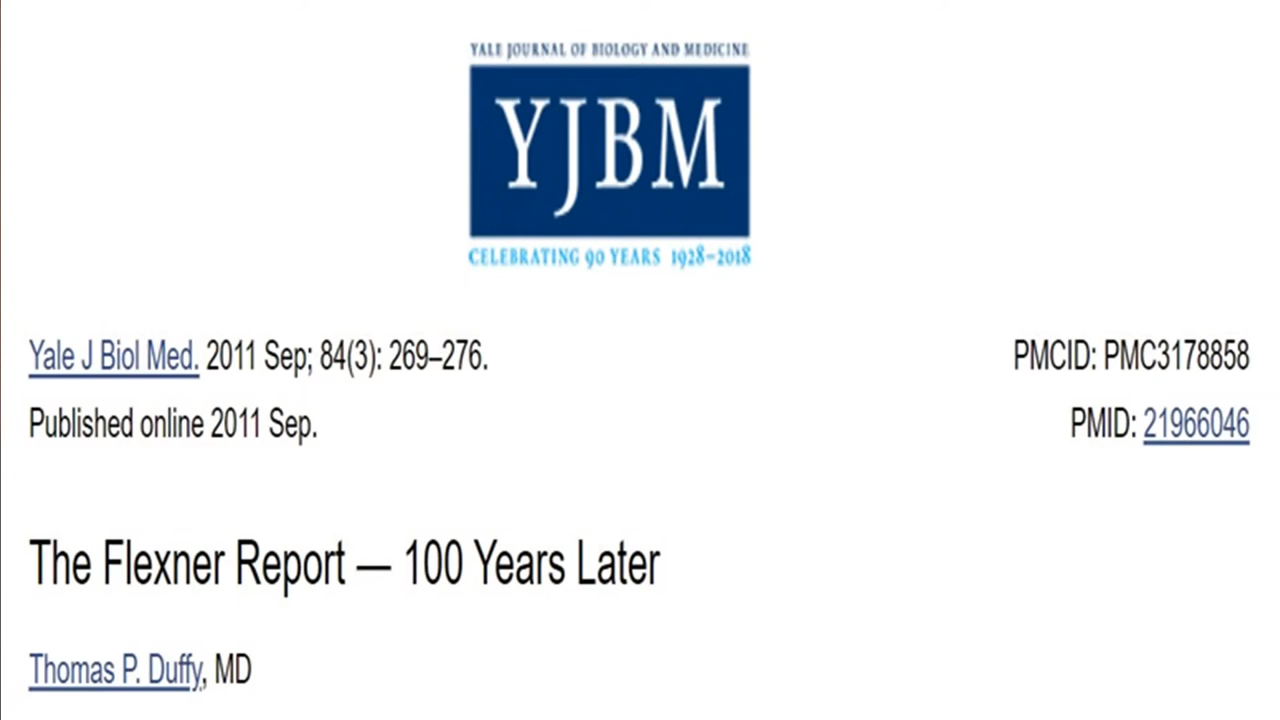 YALE JOURNAL OF BIOLOGY AND MEDICINE
YJBM
CELEBRATING 90 YEARS 1928–2018
Yale J Biol Med. 2011 Sep; 84(3): 269–276.
PMCID: PMC3178858
Published online 2011 Sep.
PMID: 21966046
The Flexner Report — 100 Years Later
Thomas P. Duffy, MD